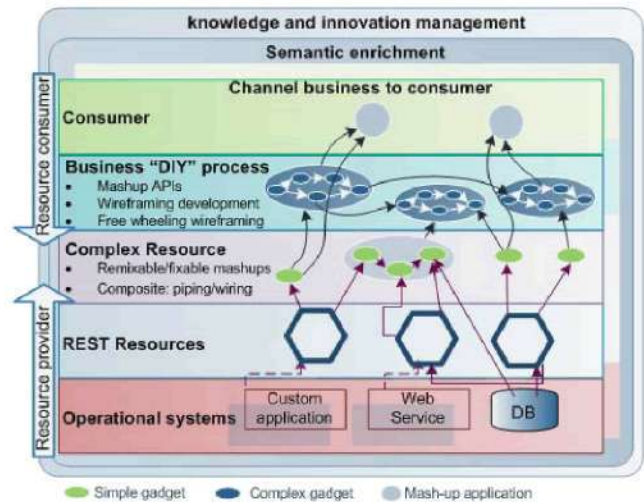 knowledge and innovation management
Semantic enrichment
Channel business to consumer
Consumer
Business "DIY" process
• Mashup APIs
• Wireframing development
• Free wheeling wireframing
Complex Resource
• Remixable/fixable mashups
• Composite: piping/wiring
REST Resources
Operational systems
Custom
application
Web
Service
DB
Resource consumer
Resource provider
Simple gadget
Complex gadget
Mash-up application